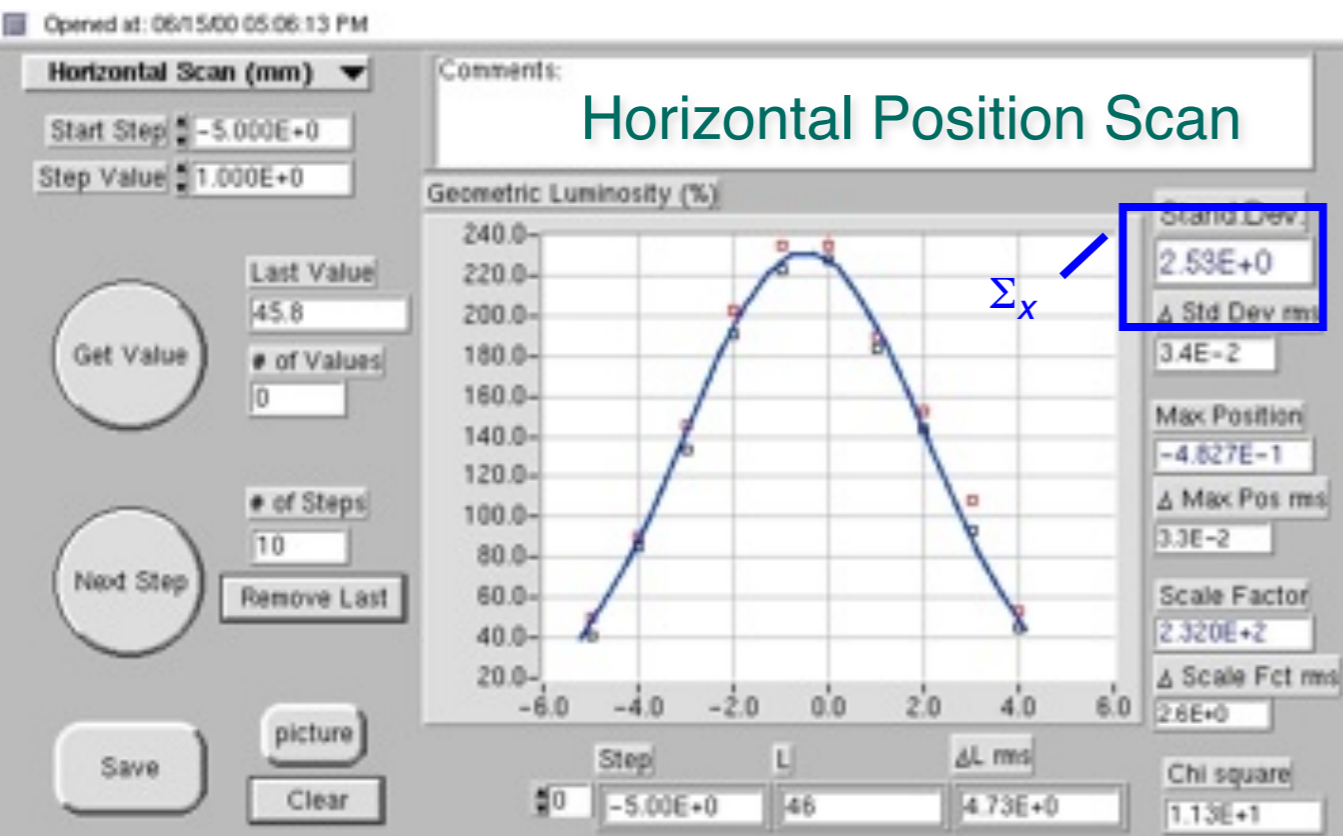 Opened at: 06/15/00 05:06:13 PM
Horizontal Scan (mm)
Start Step -5.000E+0
Step Value 1.000E+0
Comments:
Horizontal Position Scan
Geometric Luminosity (%)
240.0
220.0
200.0
180.0
160.0
140.0
120.0
100.0
80.0
60.0
40.0
20.0
-6.0 -4.0 -2.0 0.0 2.0 4.0 6.0
Σx
Get Value
Last Value
45.8
# of Values
0
Next Step
# of Steps
10
Remove Last
Save
picture
Clear
Step L ΔL rms
0 -5.00E+0 46 4.73E+0
Stand.Dev.
2.53E+0
Δ Std Dev rms
3.4E-2
Max Position
-4.827E-1
Δ Max Pos rms
3.3E-2
Scale Factor
2.320E+2
Δ Scale Fct rms
2.6E+0
Chi square
1.13E+1